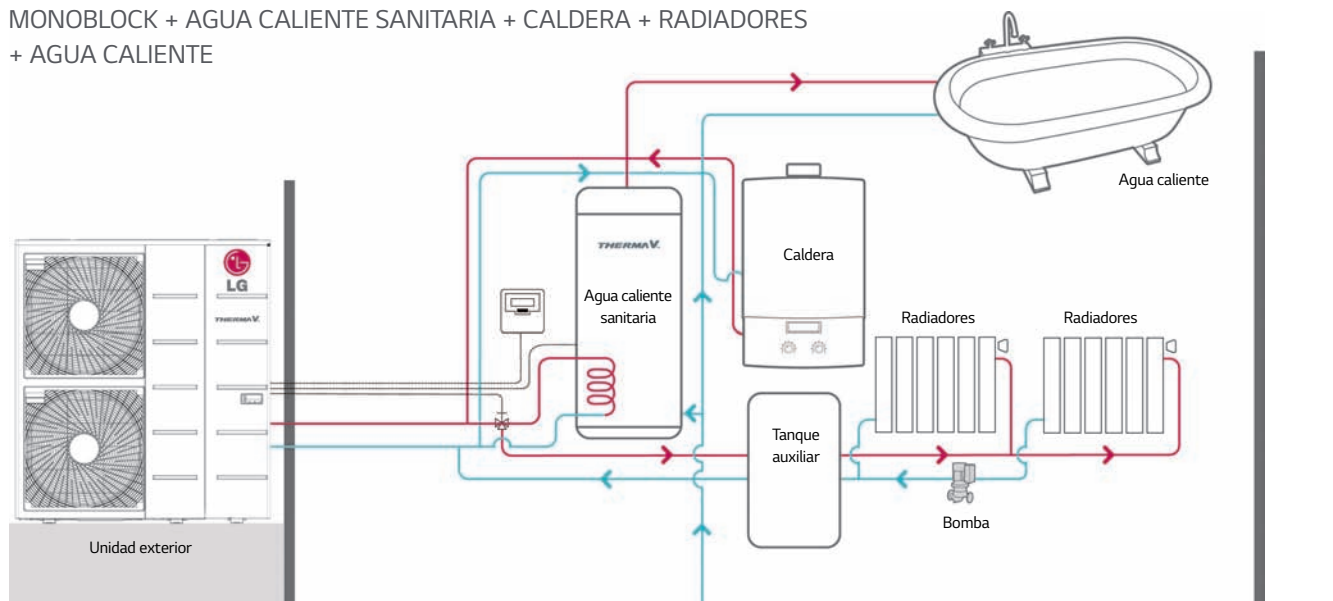 MONOBLOCK + AGUA CALIENTE SANITARIA + CALDERA + RADIADORES
+ AGUA CALIENTE
Agua caliente
THERMA V.
Caldera
LG
Agua caliente
sanitaria
THERMA V.
Radiadores
Radiadores
Tanque
auxiliar
Bomba
Unidad exterior